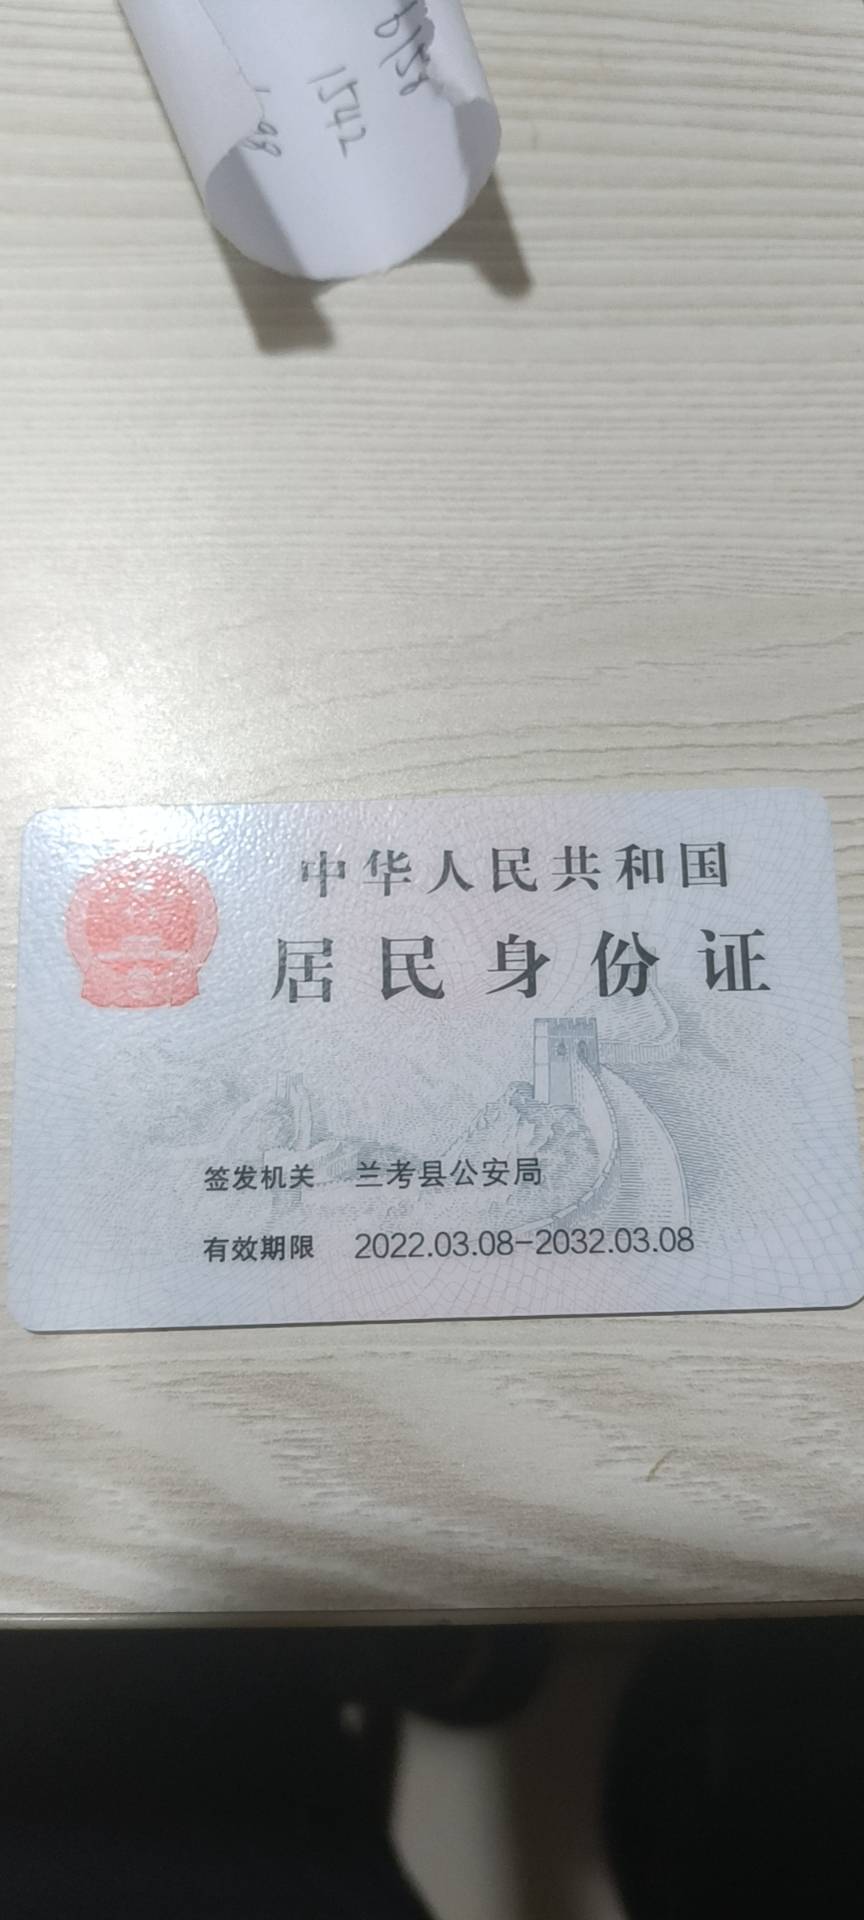 1542
中华人民共和国
居民身份证
签发机关 兰考县公安局
有效期限 2022.03.08-2032.03.08